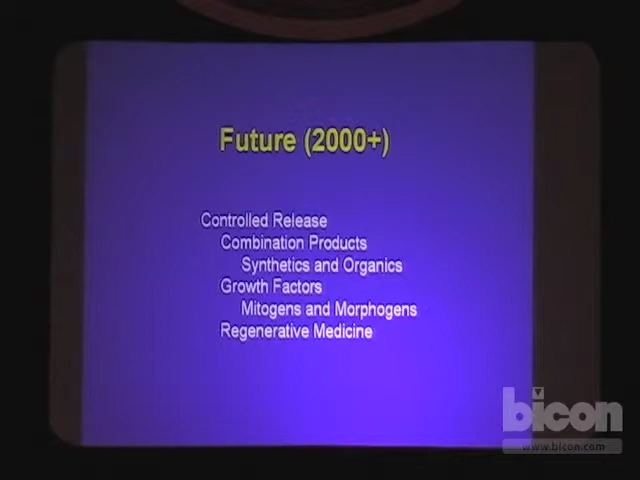 Future (2000+)
Controlled Release
Combination Products
Synthetics and Organics
Growth Factors
Mitogens and Morphogens
Regenerative Medicine
bicon
www.bicon.com